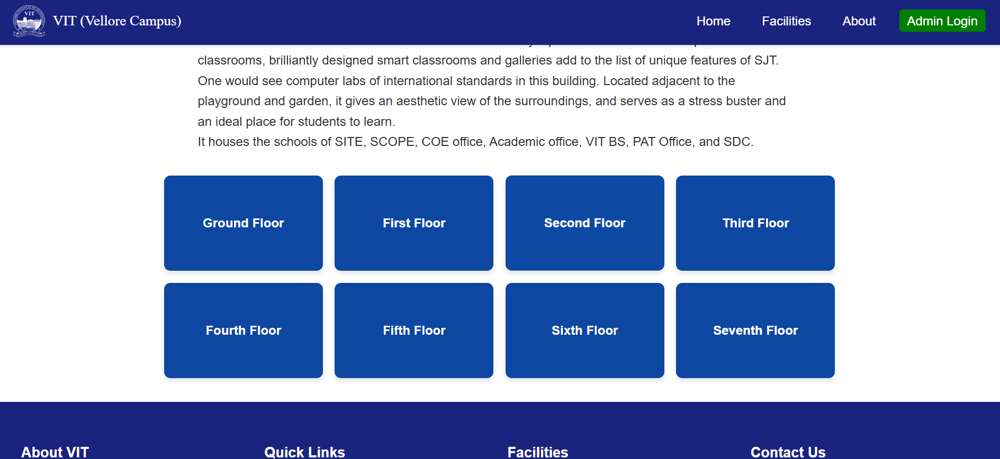 VIT
VIT (Vellore Campus)
Home
Facilities
About
Admin Login
classrooms, brilliantly designed smart classrooms and galleries add to the list of unique features of SJT.
One would see computer labs of international standards in this building. Located adjacent to the
playground and garden, it gives an aesthetic view of the surroundings, and serves as a stress buster and
an ideal place for students to learn.
It houses the schools of SITE, SCOPE, COE office, Academic office, VIT BS, PAT Office, and SDC.
Ground Floor
First Floor
Second Floor
Third Floor
Fourth Floor
Fifth Floor
Sixth Floor
Seventh Floor
About VIT
Quick Links
Facilities
Contact Us